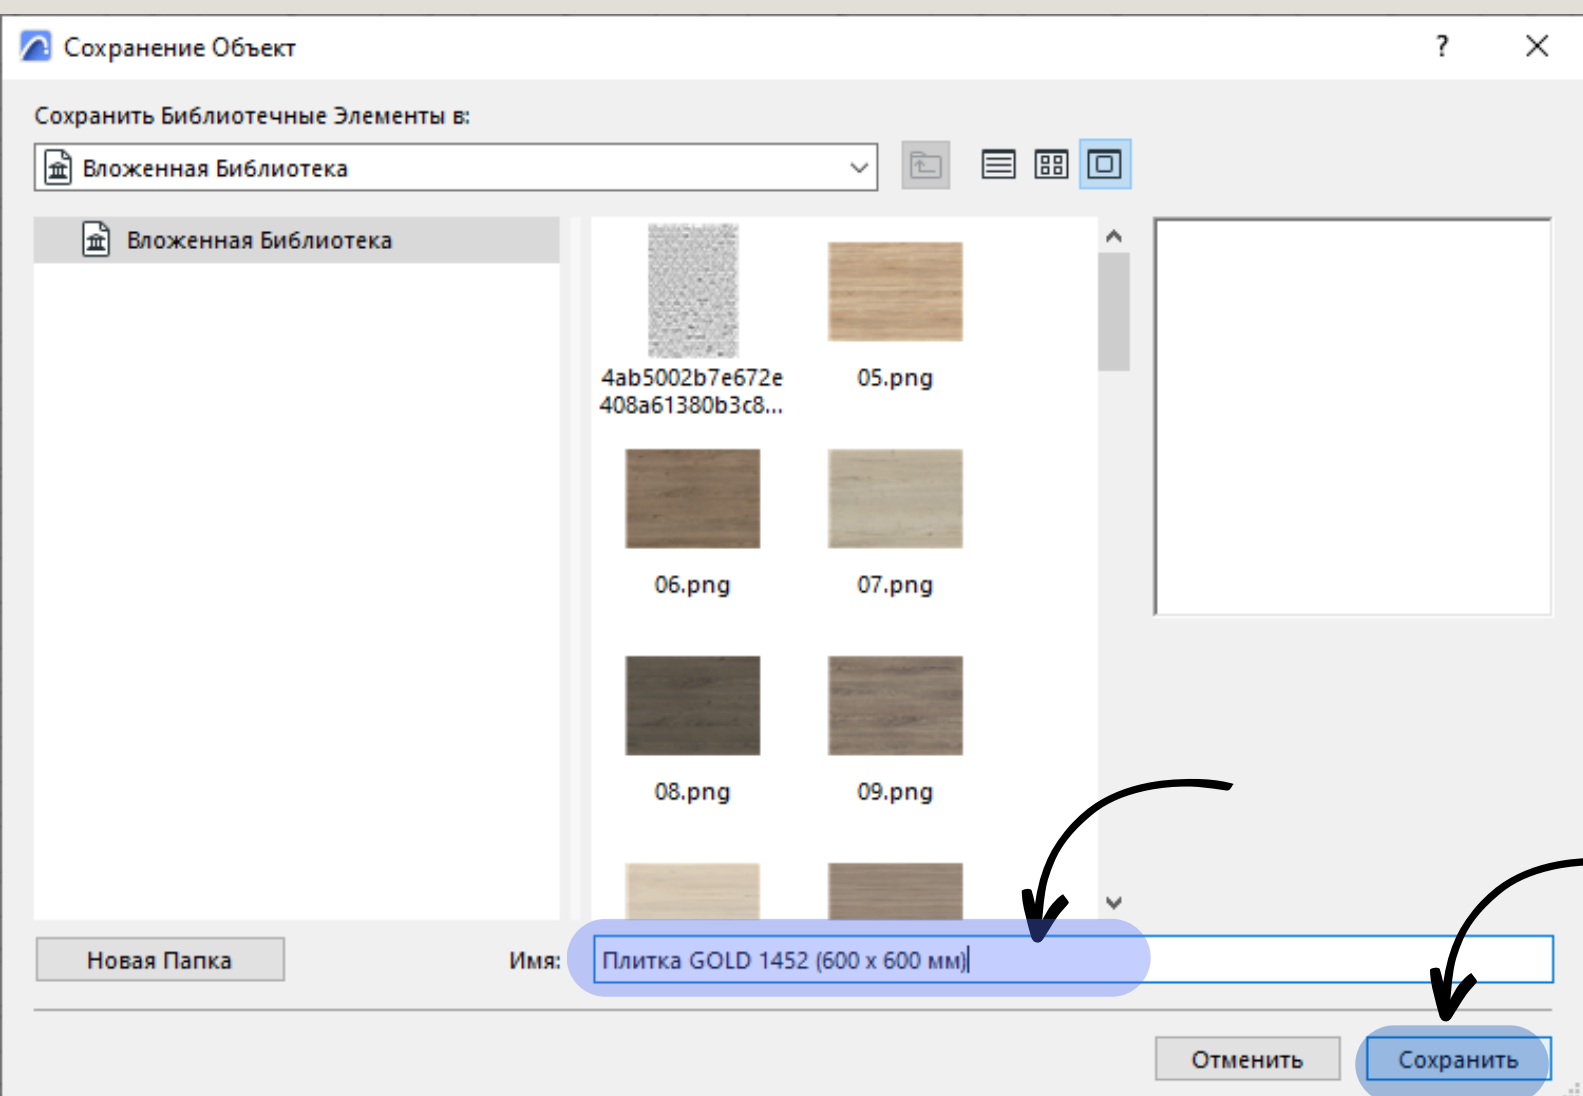 Сохранение Объект
?
Сохранить Библиотечные Элементы в:
Вложенная Библиотека
Вложенная Библиотека
4ab5002b7e672e
408a61380b3c8...
05.png
06.png
07.png
08.png
09.png
Новая Папка
Имя:
Плитка GOLD 1452 (600 x 600 мм)
Отменить
Сохранить